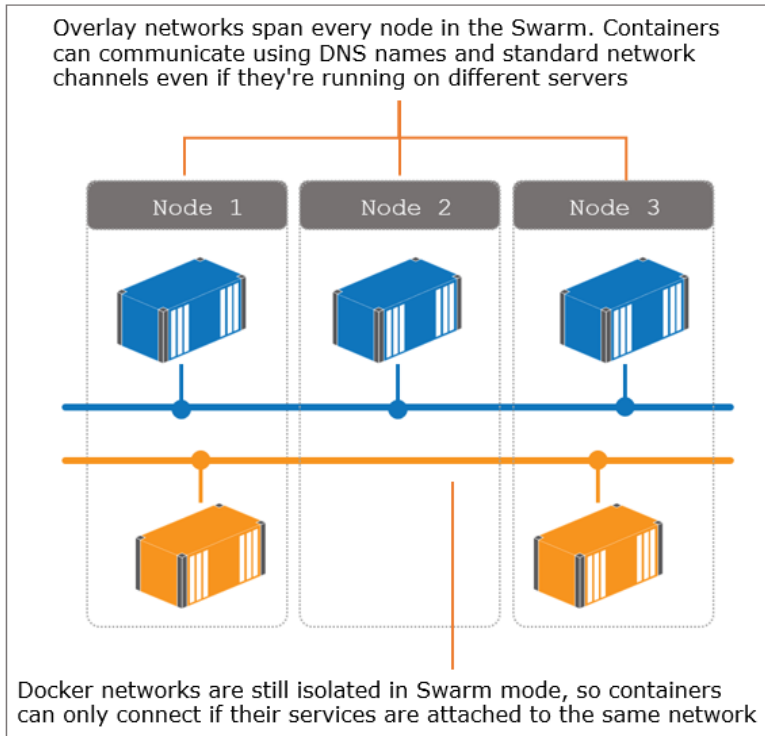 Overlay networks span every node in the Swarm. Containers
can communicate using DNS names and standard network
channels even if they're running on different servers
Node 1
Node 2
Node 3
Docker networks are still isolated in Swarm mode, so containers
can only connect if their services are attached to the same network